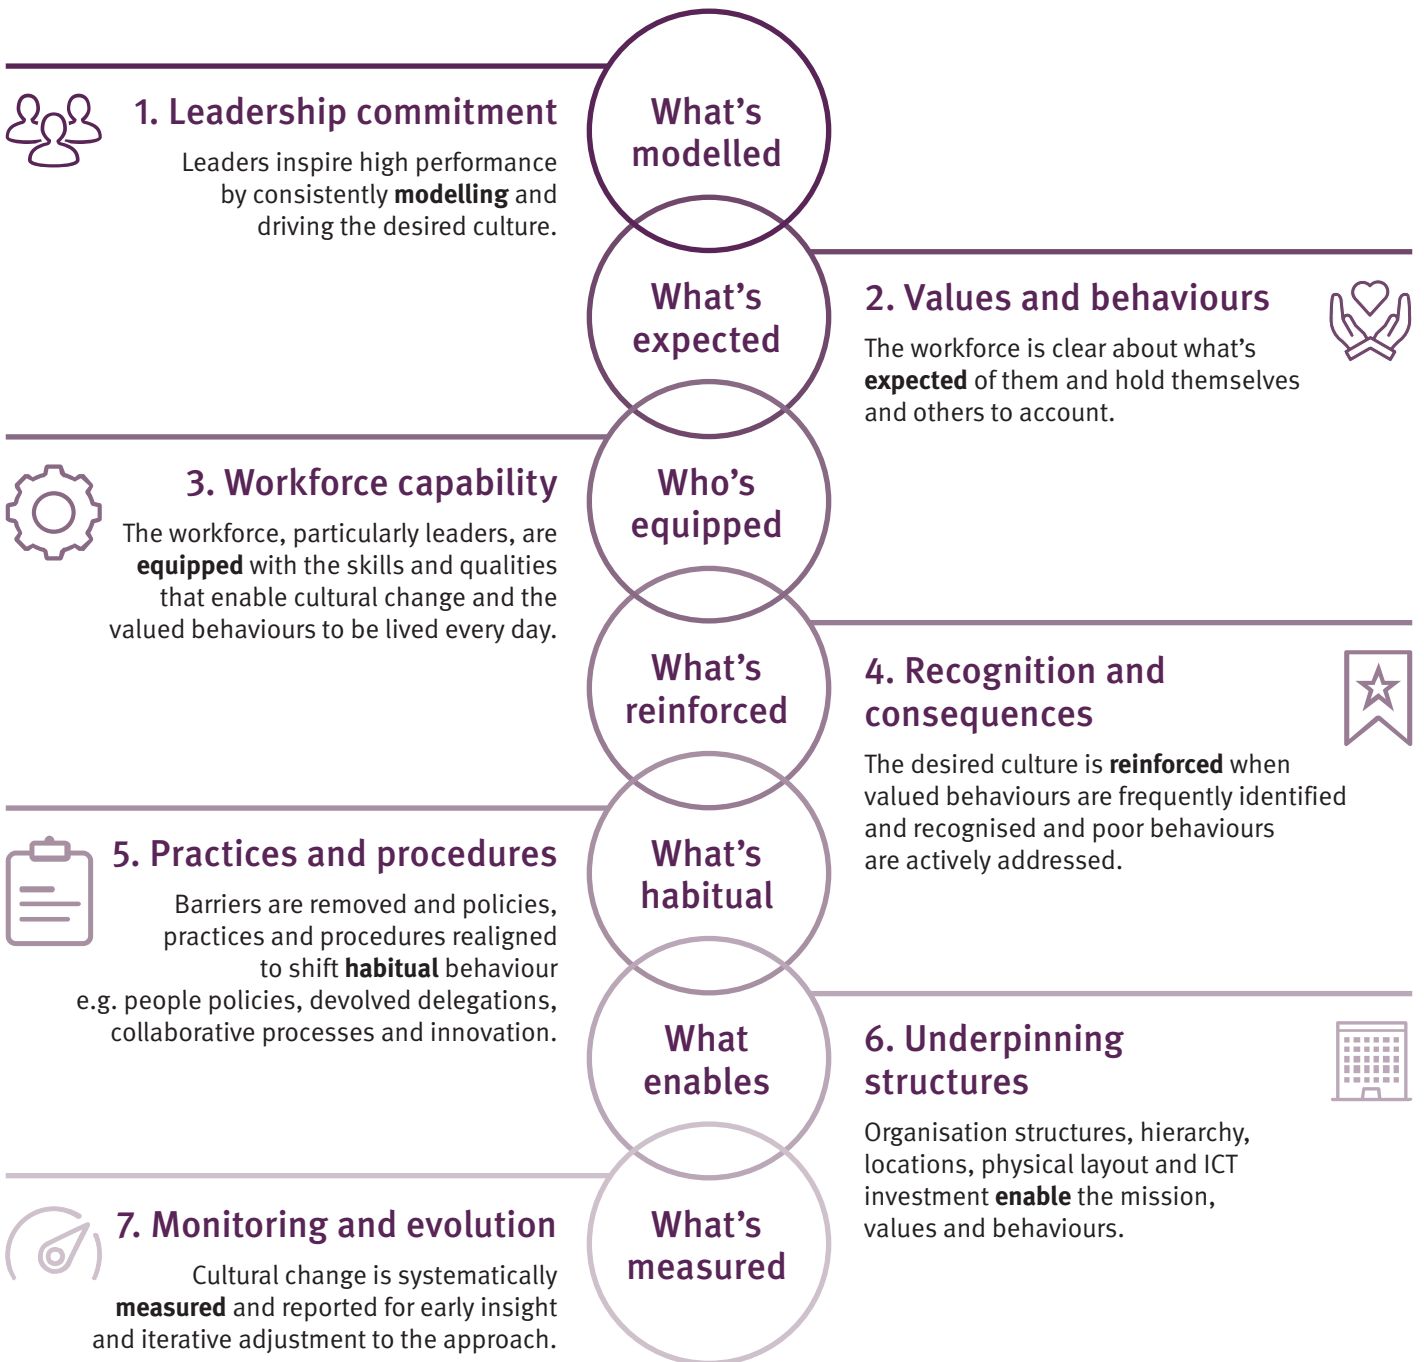 What's
modelled
1. Leadership commitment
Leaders inspire high performance
by consistently modelling and
driving the desired culture.
What's
expected
2. Values and behaviours
The workforce is clear about what's
expected of them and hold themselves
and others to account.
Who's
equipped
3. Workforce capability
The workforce, particularly leaders, are
equipped with the skills and qualities
that enable cultural change and the
valued behaviours to be lived every day.
What's
reinforced
4. Recognition and
consequences
The desired culture is reinforced when
valued behaviours are frequently identified
and recognised and poor behaviours
are actively addressed.
What's
habitual
5. Practices and procedures
Barriers are removed and policies,
practices and procedures realigned
to shift habitual behaviour
e.g. people policies, devolved delegations,
collaborative processes and innovation.
What
enables
6. Underpinning
structures
Organisation structures, hierarchy,
locations, physical layout and ICT
investment enable the mission,
values and behaviours.
What's
measured
7. Monitoring and evolution
Cultural change is systematically
measured and reported for early insight
and iterative adjustment to the approach.